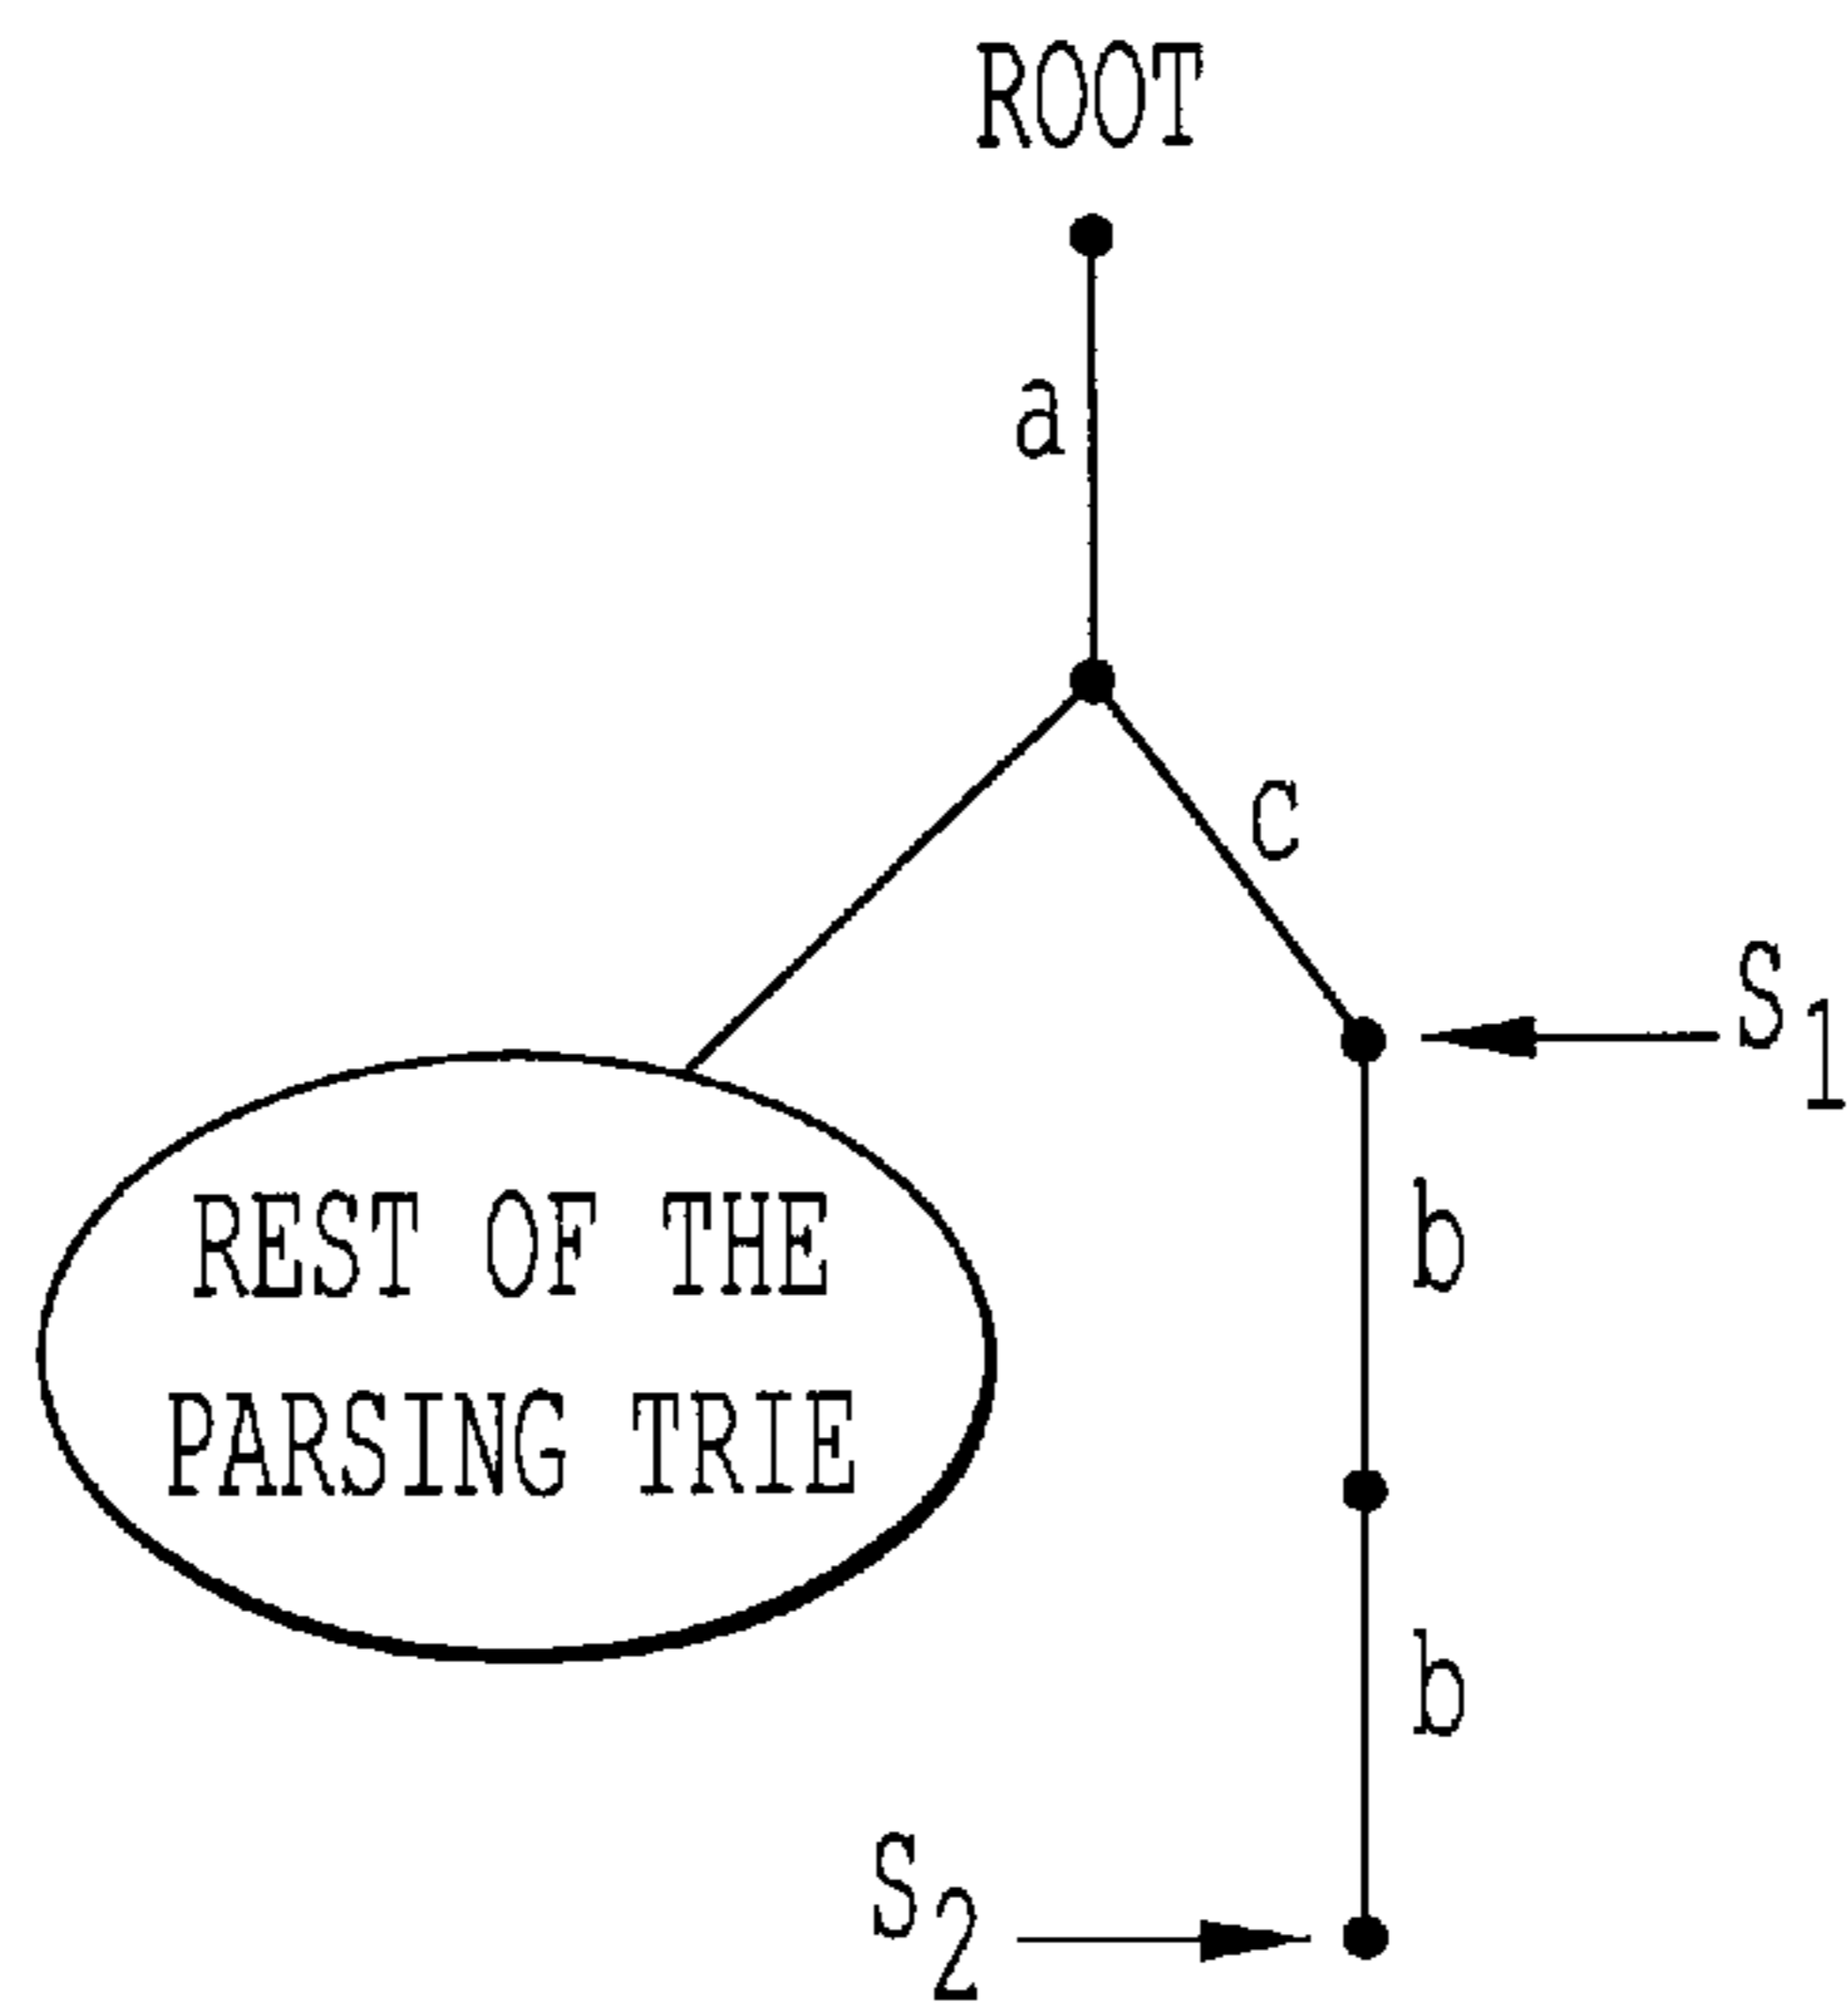 ROOT
a
c
S1
REST OF THE
PARSING TRIE
b
b
S2